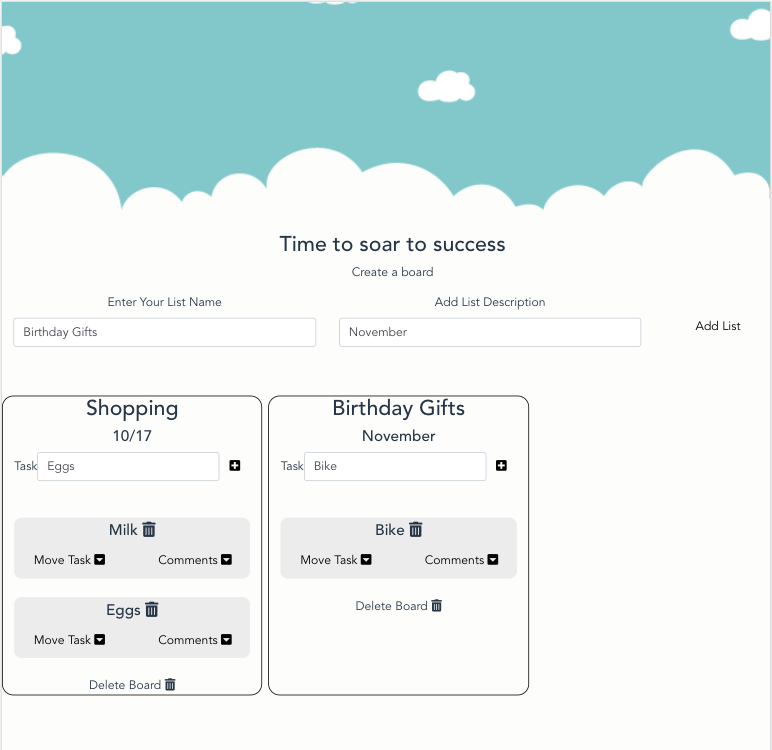 Time to soar to success
Create a board
Enter Your List Name
Add List Description
Birthday Gifts
November
Add List
Shopping
10/17
Task Eggs
Milk
Move Task Comments
Eggs
Move Task Comments
Delete Board
Birthday Gifts
November
Task Bike
Bike
Move Task Comments
Delete Board